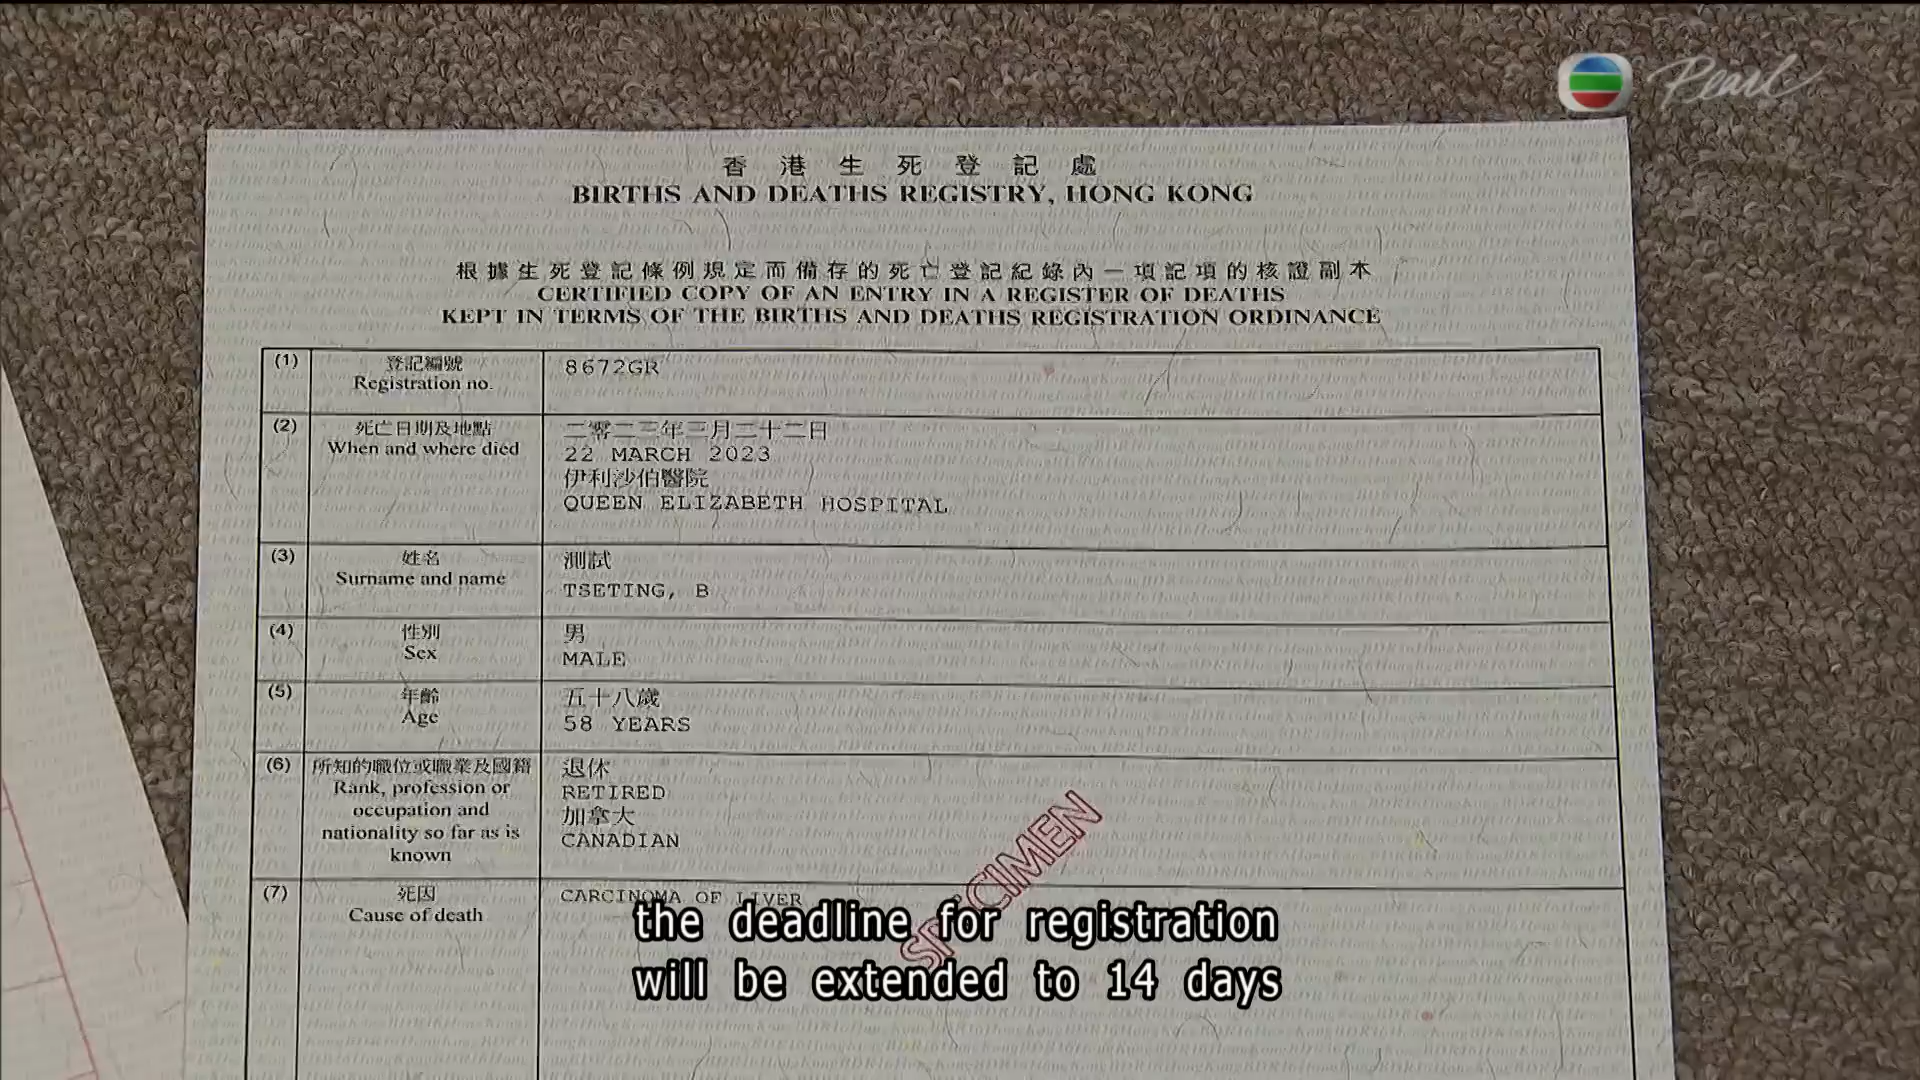 Pearl
香港生死登記處
BIRTHS AND DEATHS REGISTRY, HONG KONG
根據生死登記條例規定而備存的死亡登記紀錄內一項記項的核證副本
CERTIFIED COPY OF AN ENTRY IN A REGISTER OF DEATHS
KEPT IN TERMS OF THE BIRTHS AND DEATHS REGISTRATION ORDINANCE
(1) 登記編號 8672GR
Registration no.
(2) 死亡日期及地點 二零二三年三月二十二日
When and where died 22 MARCH 2023
伊利沙伯醫院
QUEEN ELIZABETH HOSPITAL
(3) 姓名 測試
Surname and name TSETING, B
(4) 性別 男
Sex MALE
(5) 年齡 五十八歲
Age 58 YEARS
(6) 所知的職位或職業及國籍 退休
Rank, profession or RETIRED
occupation and 加拿大
nationality so far as is CANADIAN
known
(7) 死因 CARCINOMA OF LIVER
Cause of death
SPECIMEN
the deadline for registration
will be extended to 14 days